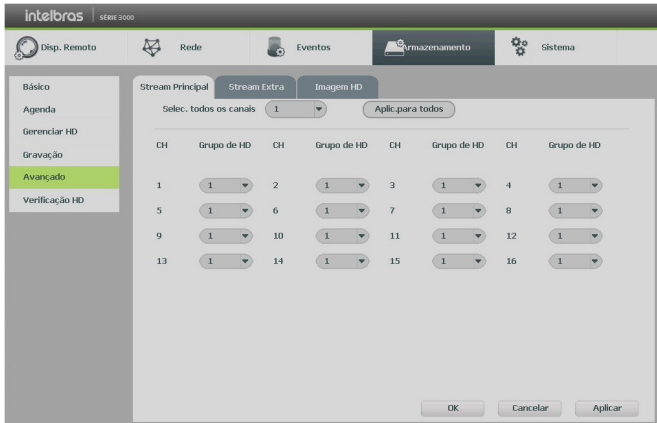 intelbras SÉRIE 3000
Disp. Remoto Rede Eventos Armazenamento Sistema
Básico
Agenda
Gerenciar HD
Gravação
Avançado
Verificação HD
Stream Principal Stream Extra Imagem HD
Selec. todos os canais 1 Aplic.para todos
CH Grupo de HD CH Grupo de HD CH Grupo de HD CH Grupo de HD
1 1 2 1 3 1 4 1
5 1 6 1 7 1 8 1
9 1 10 1 11 1 12 1
13 1 14 1 15 1 16 1
OK Cancelar Aplicar